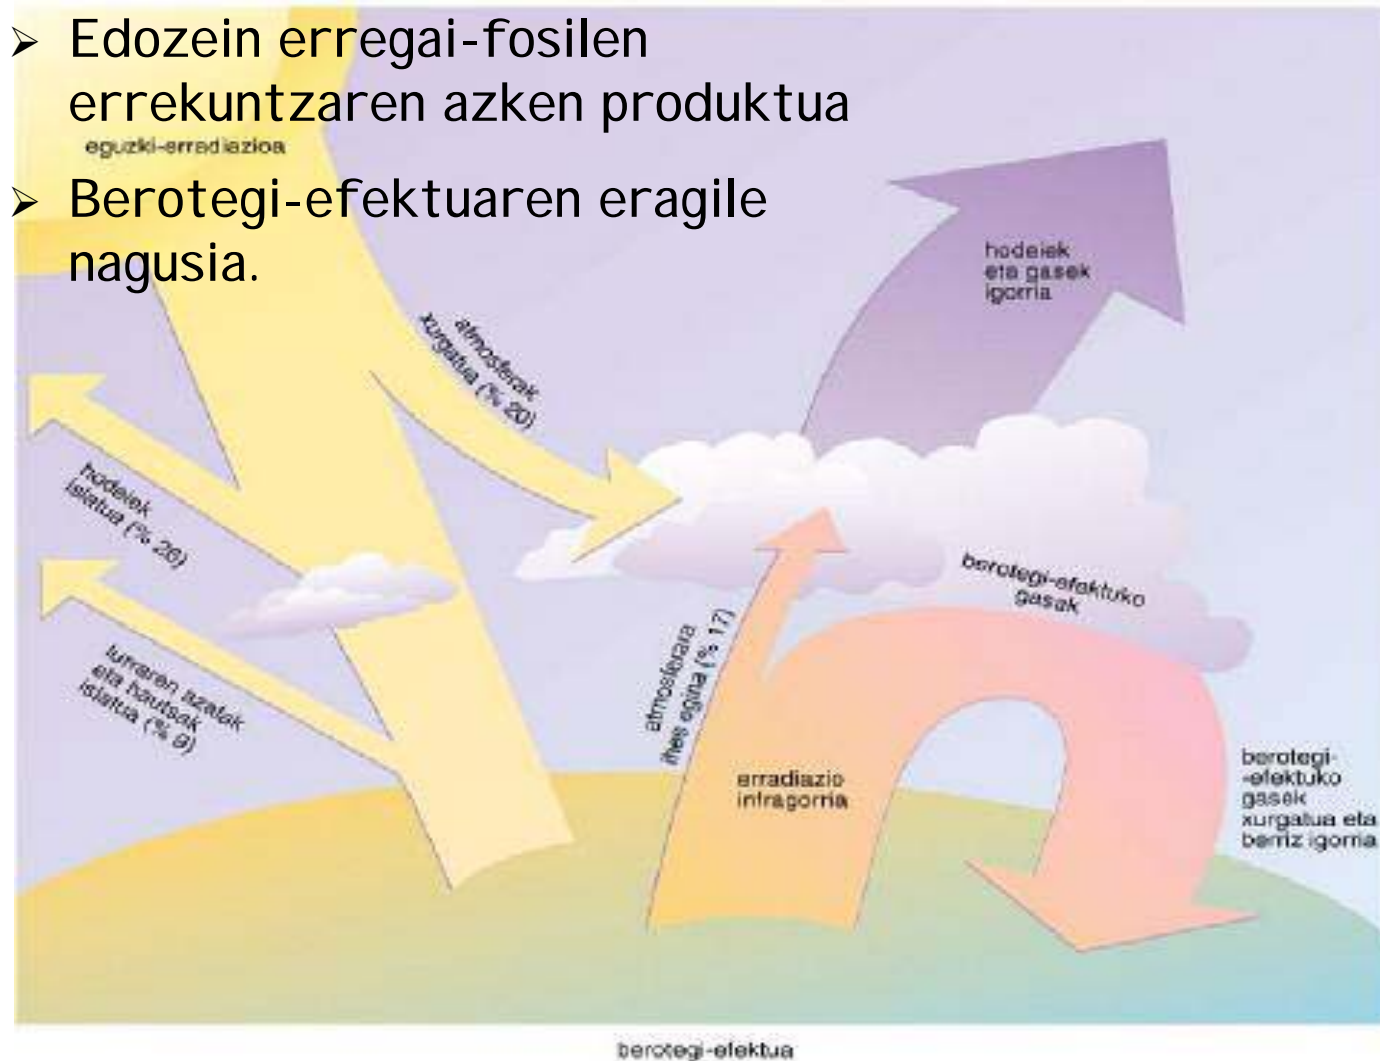 ➢ Edozein erregai-fosilen
errekuntzaren azken produktua
eguzki-erradiazioa
➢ Berotegi-efektuaren eragile
nagusia.
hodeiek
eta gasek
igorria
atmosferak
xurgatua (% 20)
hodeiek
islatua (% 26)
berotegi-efektuko
gasak
lurraren azalak
eta hautsak
islatua (% 9)
atmosferara
ihes egina (% 17)
erradiazio
infragorria
berotegi-
-efektuko
gasek
xurgatua eta
berriz igorria
berotegi-efektua